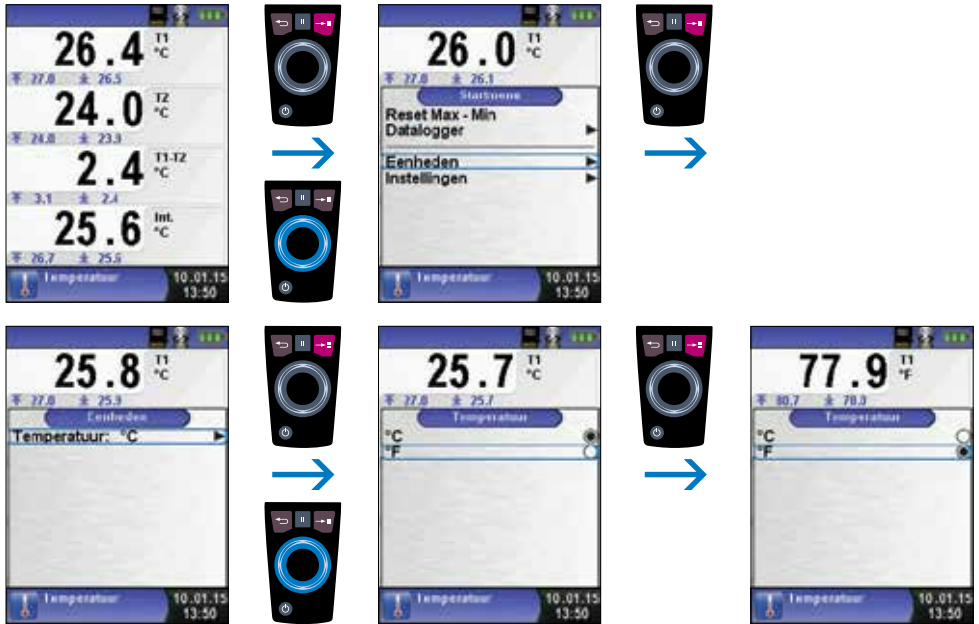 26.4 T1 °C
27.0 26.5
24.0 T2 °C
24.0 23.9
2.4 T1-T2 °C
3.1 2.4
25.6 Int. °C
26.7 25.6
Temperatuur 10.01.15
13:50
26.0 T1 °C
27.0 26.1
Startmenu
Reset Max - Min
Datalogger
Eenheden
Instellingen
Temperatuur 10.01.15
13:50
25.8 T1 °C
27.0 25.9
Eenheden
Temperatuur: °C
Temperatuur 10.01.15
13:50
25.7 T1 °C
27.0 25.7
Temperatuur
°C
°F
Temperatuur 10.01.15
13:50
77.9 T1 °F
80.7 78.0
Temperatuur
°C
°F
Temperatuur 10.01.15
13:50